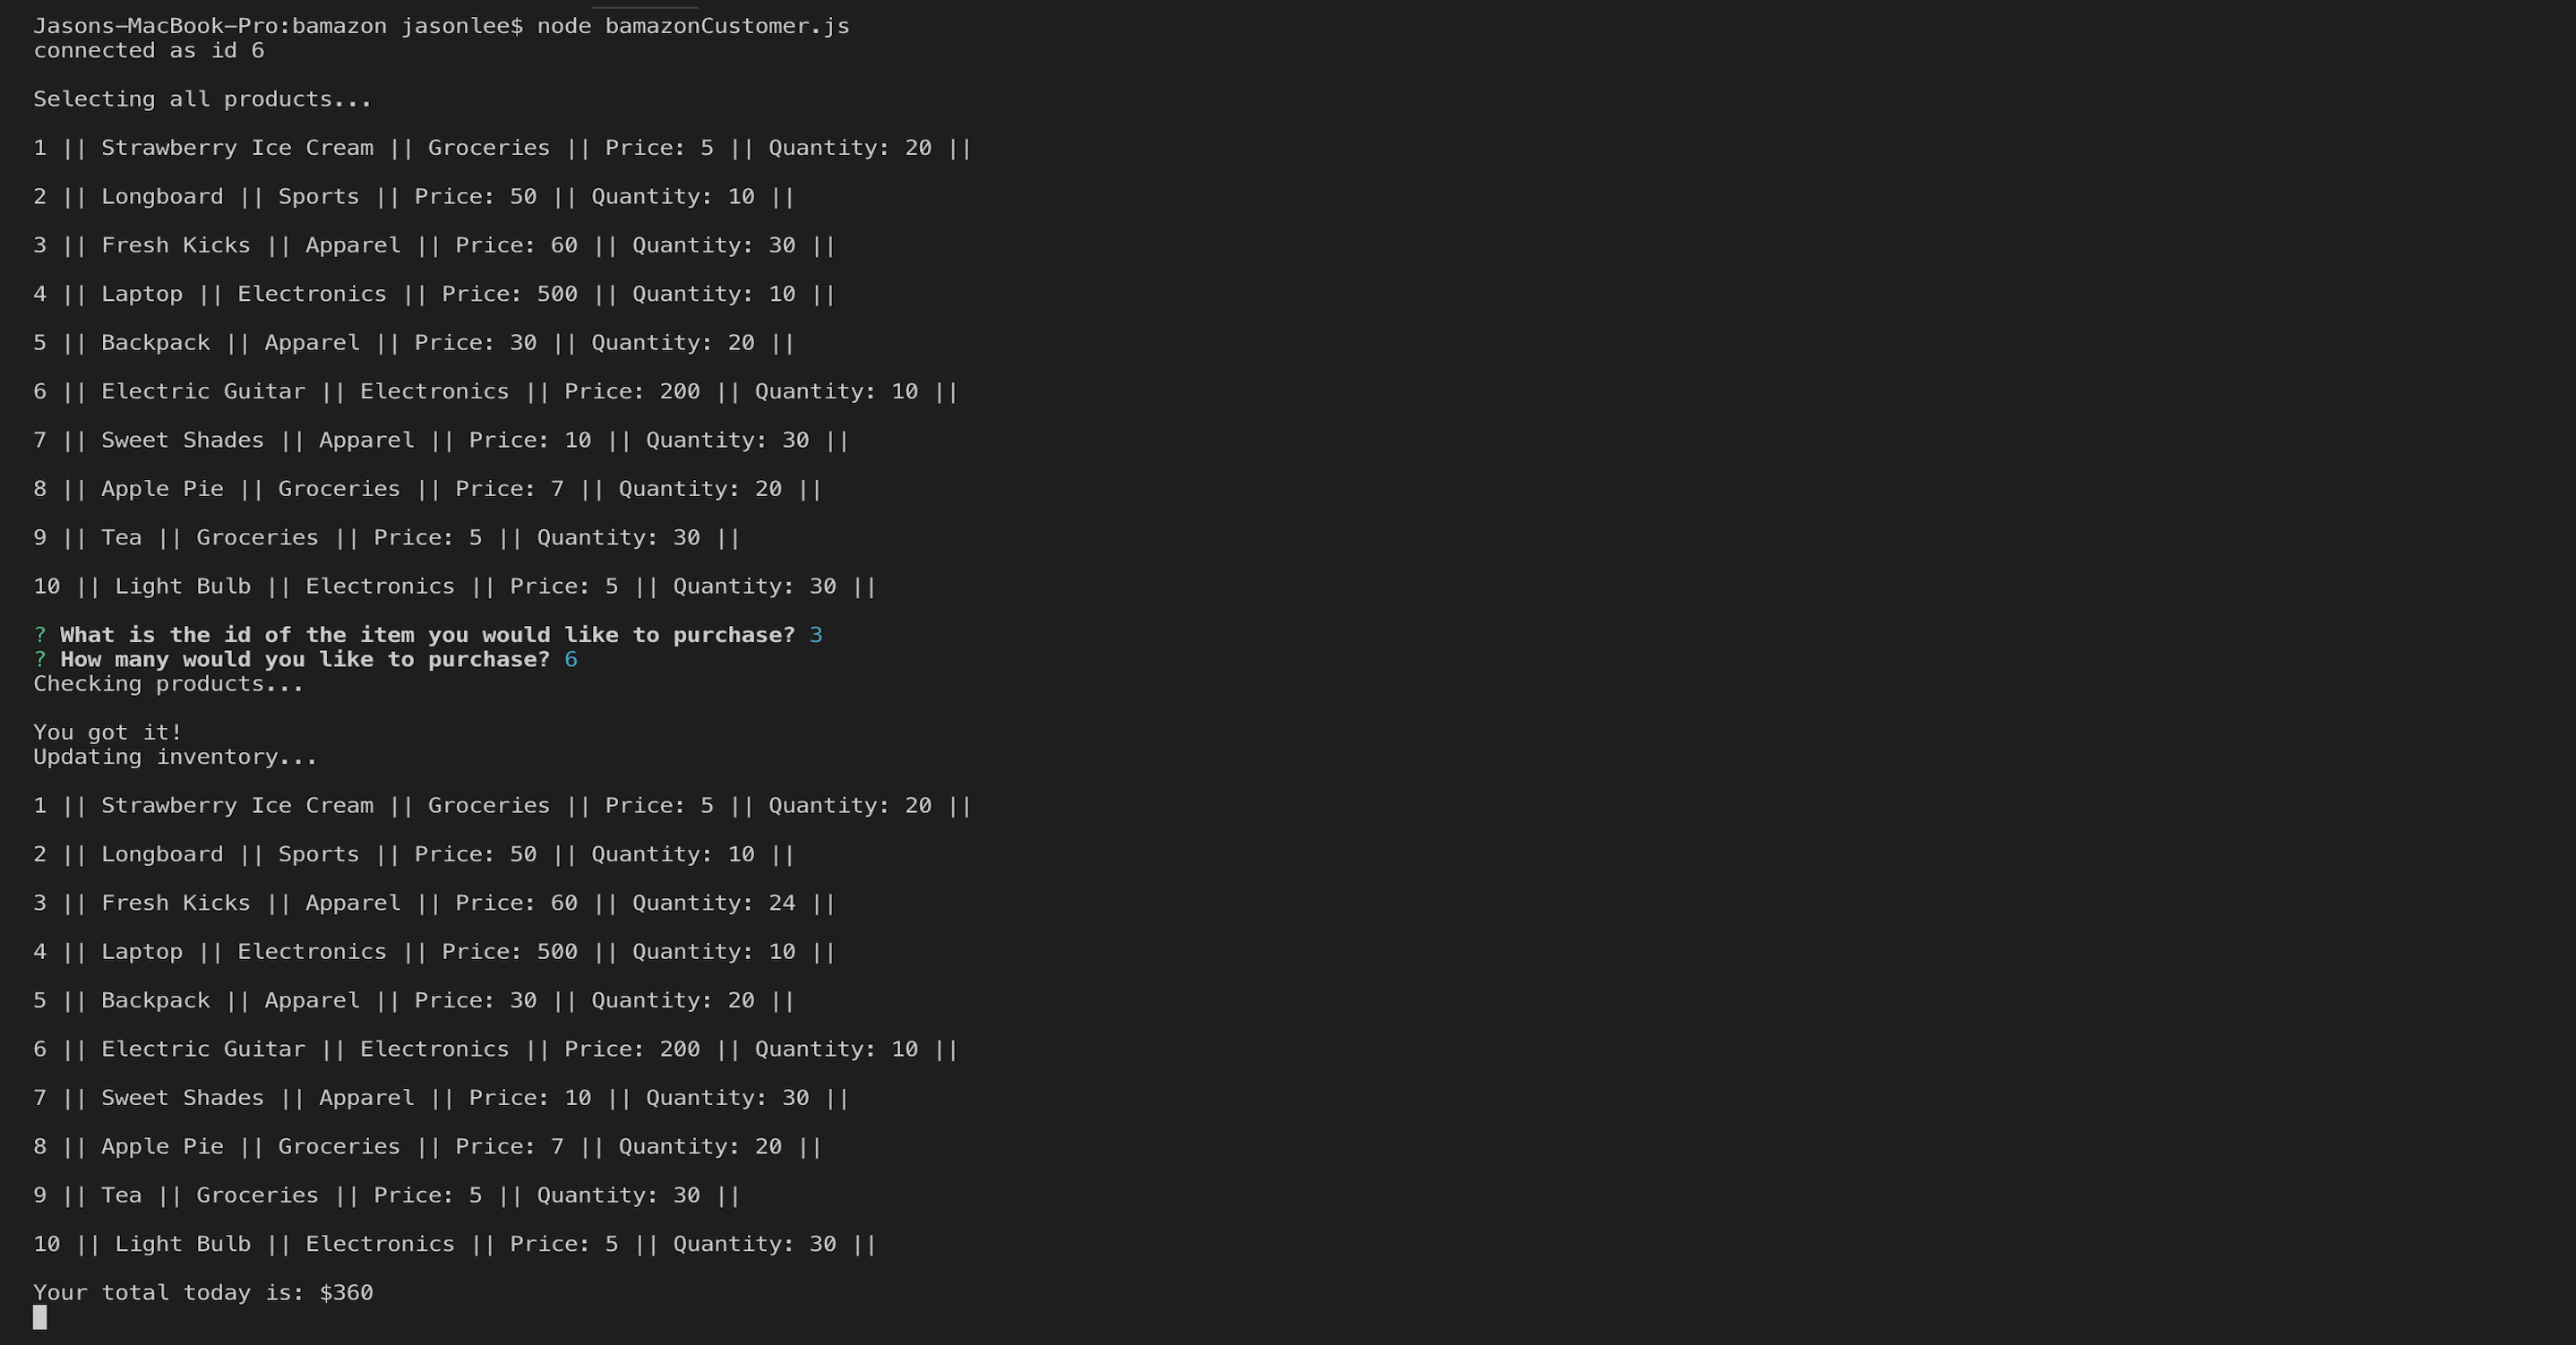 Jasons-MacBook-Pro:bamazon jasonlee$ node bamazonCustomer.js
connected as id 6
Selecting all products...
1 || Strawberry Ice Cream || Groceries || Price: 5 || Quantity: 20 ||
2 || Longboard || Sports || Price: 50 || Quantity: 10 ||
3 || Fresh Kicks || Apparel || Price: 60 || Quantity: 30 ||
4 || Laptop || Electronics || Price: 500 || Quantity: 10 ||
5 || Backpack || Apparel || Price: 30 || Quantity: 20 ||
6 || Electric Guitar || Electronics || Price: 200 || Quantity: 10 ||
7 || Sweet Shades || Apparel || Price: 10 || Quantity: 30 ||
8 || Apple Pie || Groceries || Price: 7 || Quantity: 20 ||
9 || Tea || Groceries || Price: 5 || Quantity: 30 ||
10 || Light Bulb || Electronics || Price: 5 || Quantity: 30 ||
? What is the id of the item you would like to purchase? 3
? How many would you like to purchase? 6
Checking products...
You got it!
Updating inventory...
1 || Strawberry Ice Cream || Groceries || Price: 5 || Quantity: 20 ||
2 || Longboard || Sports || Price: 50 || Quantity: 10 ||
3 || Fresh Kicks || Apparel || Price: 60 || Quantity: 24 ||
4 || Laptop || Electronics || Price: 500 || Quantity: 10 ||
5 || Backpack || Apparel || Price: 30 || Quantity: 20 ||
6 || Electric Guitar || Electronics || Price: 200 || Quantity: 10 ||
7 || Sweet Shades || Apparel || Price: 10 || Quantity: 30 ||
8 || Apple Pie || Groceries || Price: 7 || Quantity: 20 ||
9 || Tea || Groceries || Price: 5 || Quantity: 30 ||
10 || Light Bulb || Electronics || Price: 5 || Quantity: 30 ||
Your total today is: $360